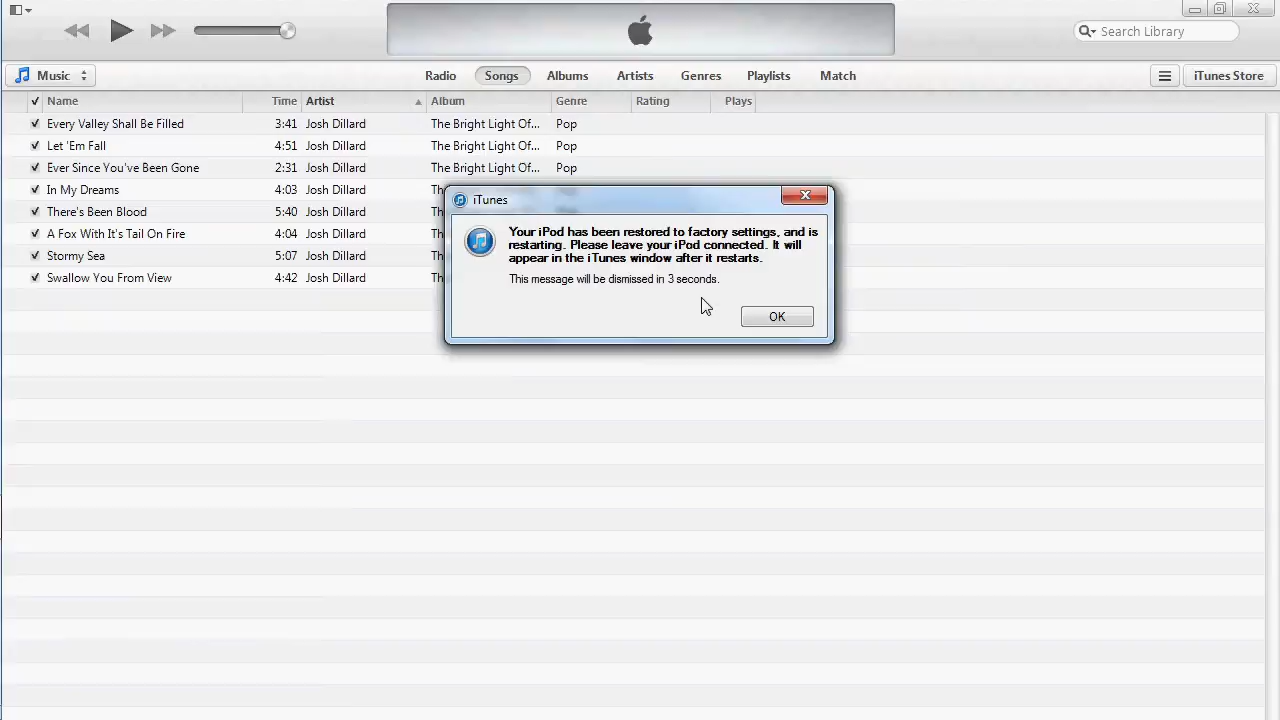 Search Library
Music
Radio Songs Albums Artists Genres Playlists Match
iTunes Store
Name Time Artist Album Genre Rating Plays
Every Valley Shall Be Filled 3:41 Josh Dillard The Bright Light Of... Pop
Let 'Em Fall 4:51 Josh Dillard The Bright Light Of... Pop
Ever Since You've Been Gone 2:31 Josh Dillard The Bright Light Of... Pop
In My Dreams 4:03 Josh Dillard
There's Been Blood 5:40 Josh Dillard
A Fox With It's Tail On Fire 4:04 Josh Dillard
Stormy Sea 5:07 Josh Dillard
Swallow You From View 4:42 Josh Dillard
iTunes
Your iPod has been restored to factory settings, and is
restarting. Please leave your iPod connected. It will
appear in the iTunes window after it restarts.
This message will be dismissed in 3 seconds.
OK